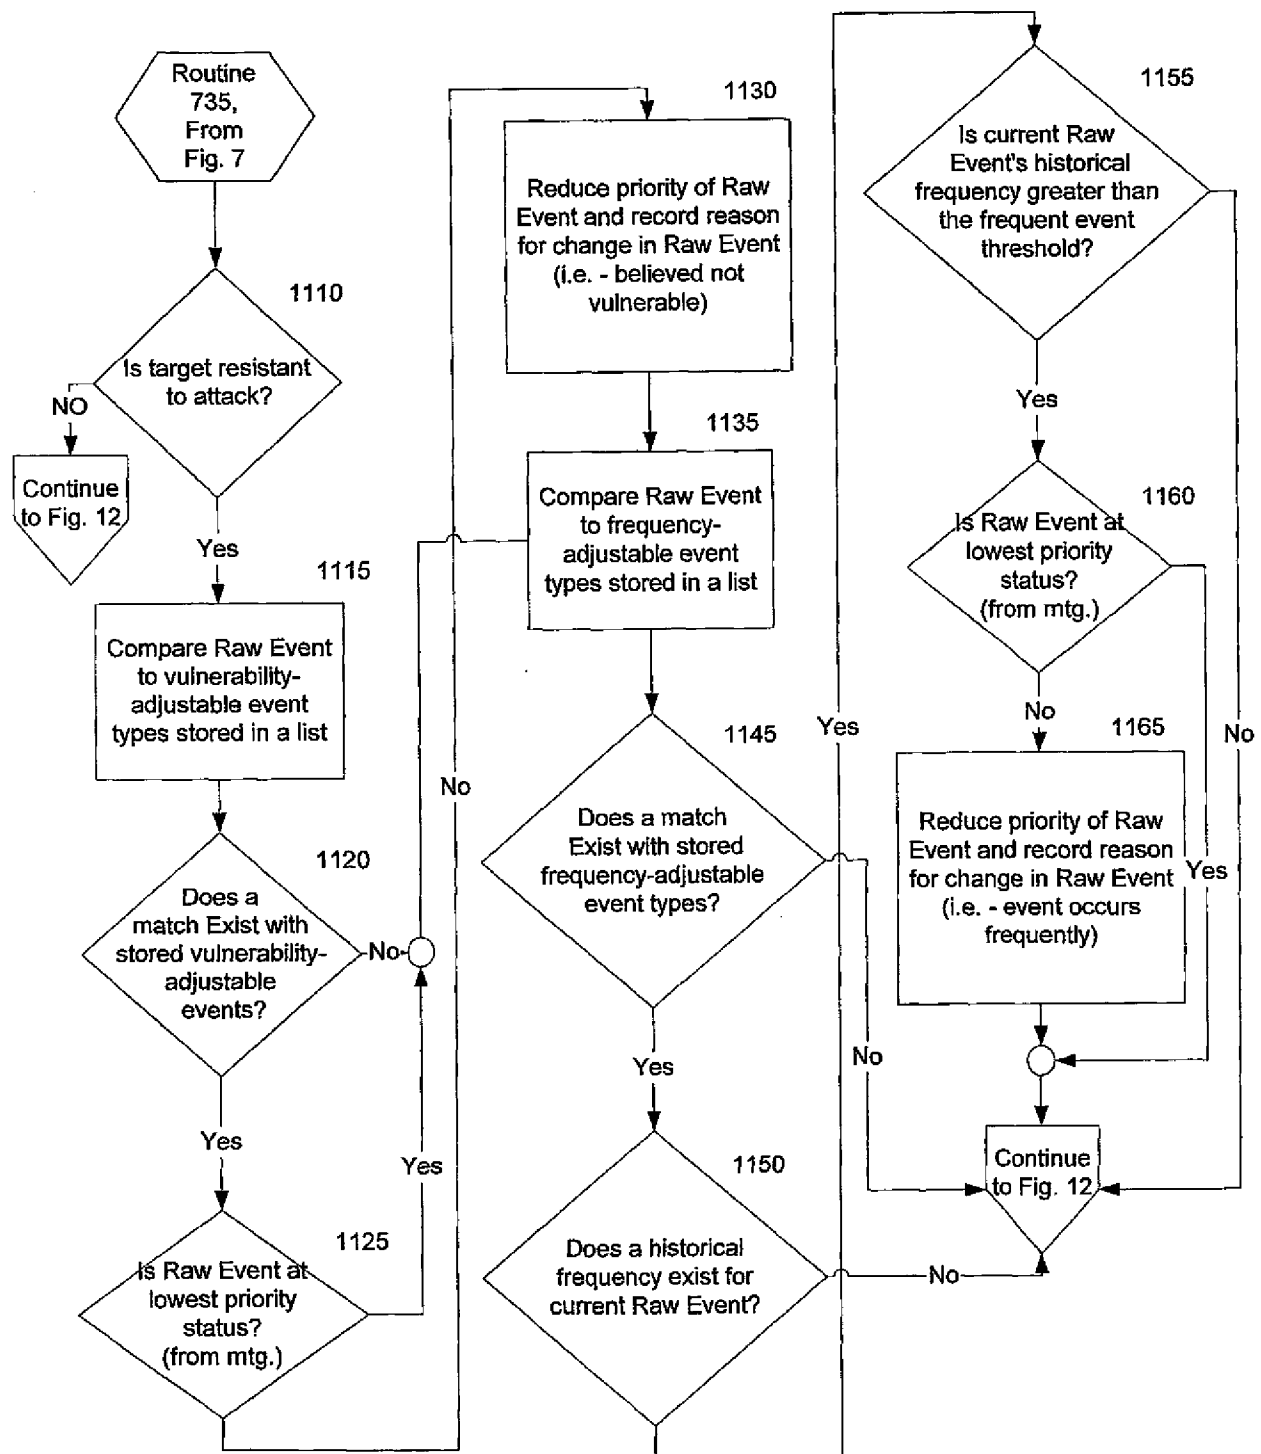 Routine
735,
From
Fig. 7
1110
Is target resistant
to attack?
NO
Continue
to Fig. 12
Yes
1115
Compare Raw Event
to vulnerability-
adjustable event
types stored in a list
1120
Does a
match Exist with
stored vulnerability-
adjustable
events?
No
Yes
1125
Is Raw Event at
lowest priority
status?
(from mtg.)
Yes
No
1130
Reduce priority of Raw
Event and record reason
for change in Raw Event
(i.e. - believed not
vulnerable)
1135
Compare Raw Event
to frequency-
adjustable event
types stored in a list
1145
Does a match
Exist with stored
frequency-adjustable
event types?
No
Yes
1150
Does a historical
frequency exist for
current Raw Event?
No
Yes
1155
Is current Raw
Event's historical
frequency greater than
the frequent event
threshold?
Yes
No
1160
Is Raw Event at
lowest priority
status?
(from mtg.)
No
Yes
1165
Reduce priority of Raw
Event and record reason
for change in Raw Event
(i.e. - event occurs
frequently)
Continue
to Fig. 12